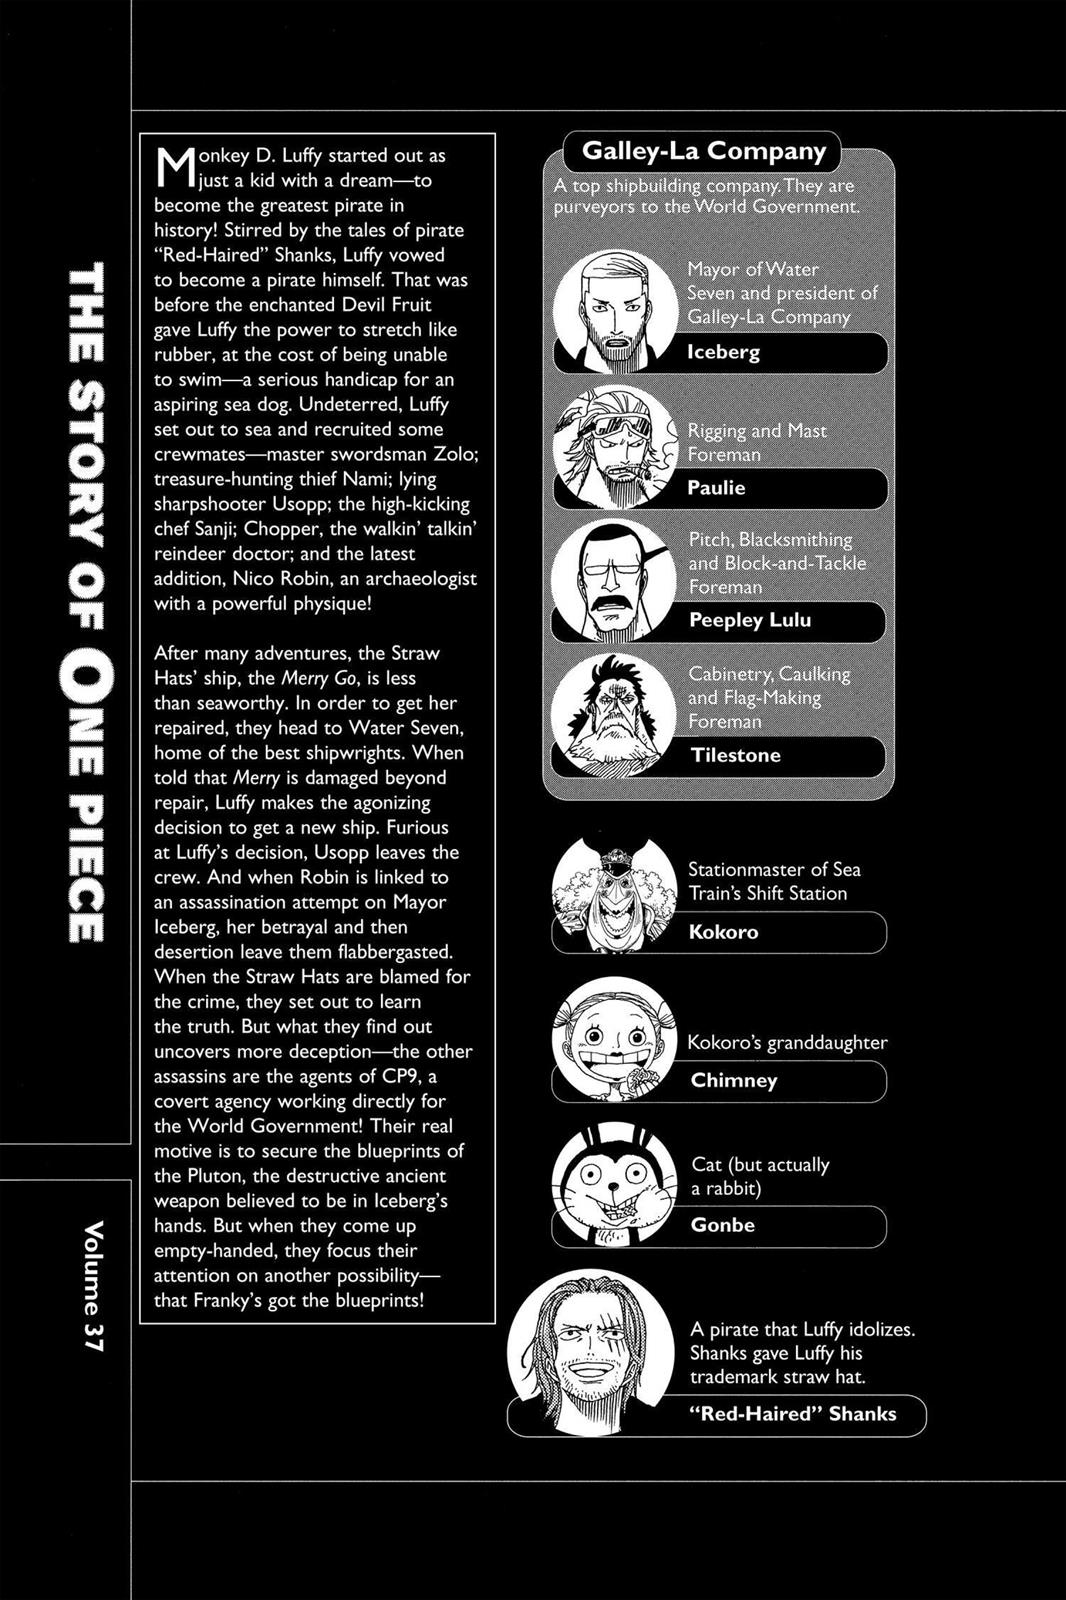 THE STORY OF ONE PIECE
Volume 37
Monkey D. Luffy started out as
just a kid with a dream—to
become the greatest pirate in
history! Stirred by the tales of pirate
“Red-Haired” Shanks, Luffy vowed
to become a pirate himself. That was
before the enchanted Devil Fruit
gave Luffy the power to stretch like
rubber, at the cost of being unable
to swim—a serious handicap for an
aspiring sea dog. Undeterred, Luffy
set out to sea and recruited some
crewmates—master swordsman Zolo;
treasure-hunting thief Nami; lying
sharpshooter Usopp; the high-kicking
chef Sanji; Chopper, the walkin’ talkin’
reindeer doctor; and the latest
addition, Nico Robin, an archaeologist
with a powerful physique!
After many adventures, the Straw
Hats’ ship, the Merry Go, is less
than seaworthy. In order to get her
repaired, they head to Water Seven,
home of the best shipwrights. When
told that Merry is damaged beyond
repair, Luffy makes the agonizing
decision to get a new ship. Furious
at Luffy’s decision, Usopp leaves the
crew. And when Robin is linked to
an assassination attempt on Mayor
Iceberg, her betrayal and then
desertion leave them flabbergasted.
When the Straw Hats are blamed for
the crime, they set out to learn
the truth. But what they find out
uncovers more deception—the other
assassins are the agents of CP9, a
covert agency working directly for
the World Government! Their real
motive is to secure the blueprints of
the Pluton, the destructive ancient
weapon believed to be in Iceberg’s
hands. But when they come up
empty-handed, they focus their
attention on another possibility—
that Franky’s got the blueprints!
Galley-La Company
A top shipbuilding company. They are
purveyors to the World Government.
Mayor of Water
Seven and president of
Galley-La Company
Iceberg
Rigging and Mast
Foreman
Paulie
Pitch, Blacksmithing
and Block-and-Tackle
Foreman
Peepley Lulu
Cabinetry, Caulking
and Flag-Making
Foreman
Tilestone
Stationmaster of Sea
Train’s Shift Station
Kokoro
Kokoro’s granddaughter
Chimney
Cat (but actually
a rabbit)
Gonbe
A pirate that Luffy idolizes.
Shanks gave Luffy his
trademark straw hat.
“Red-Haired” Shanks